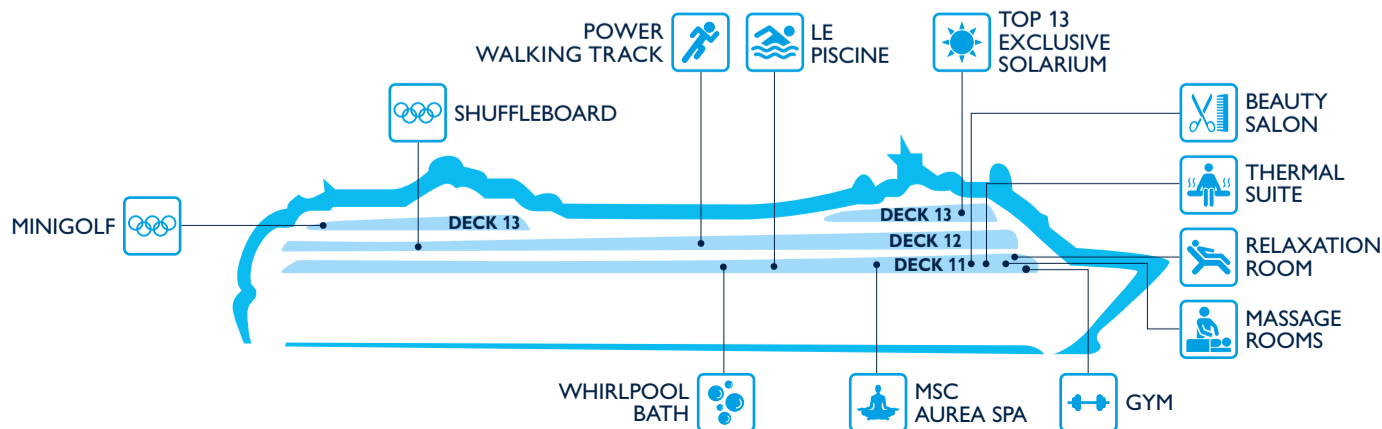 POWER
WALKING TRACK
LE
PISCINE
TOP 13
EXCLUSIVE
SOLARIUM
SHUFFLEBOARD
BEAUTY
SALON
THERMAL
SUITE
MINIGOLF
DECK 13
DECK 13
DECK 12
DECK 11
RELAXATION
ROOM
MASSAGE
ROOMS
WHIRLPOOL
BATH
MSC
AUREA SPA
GYM